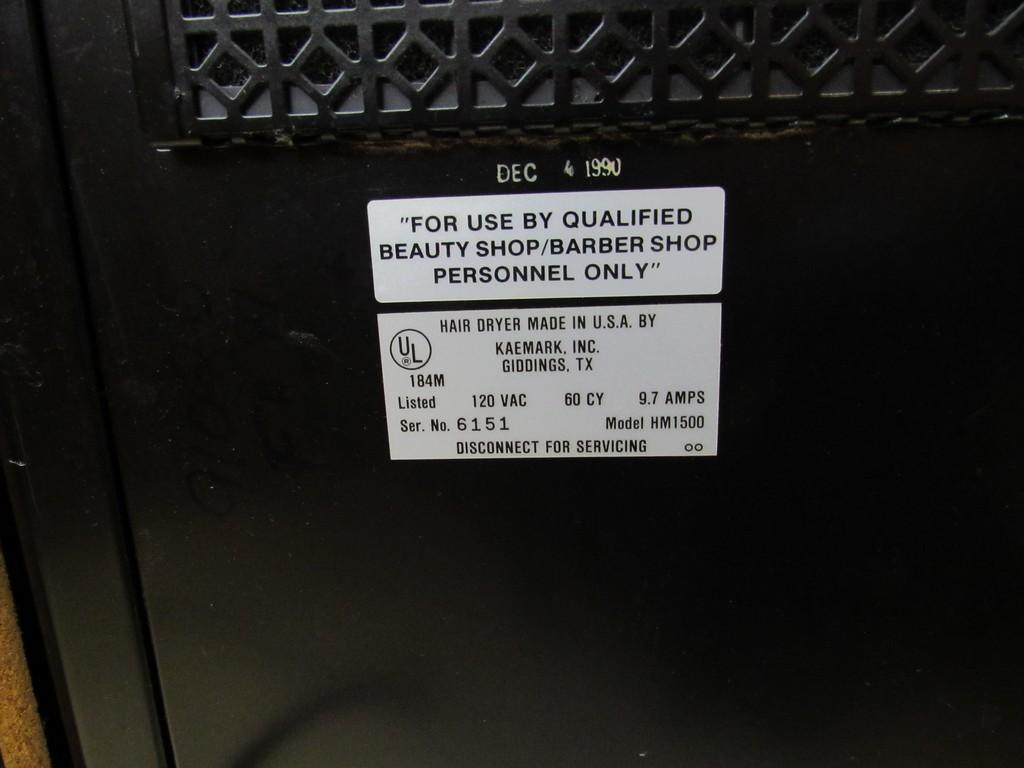 DEC 4 1990
"FOR USE BY QUALIFIED
BEAUTY SHOP/BARBER SHOP
PERSONNEL ONLY"
HAIR DRYER MADE IN U.S.A. BY
KAEMARK, INC.
GIDDINGS, TX
UL ®
184M
Listed 120 VAC 60 CY 9.7 AMPS
Ser. No. 6151 Model HM1500
DISCONNECT FOR SERVICING oo